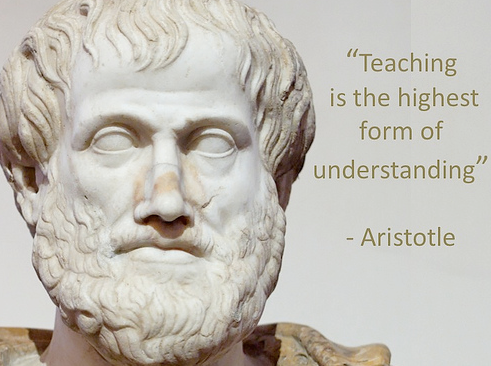 “Teaching
is the highest
form of
understanding”
- Aristotle